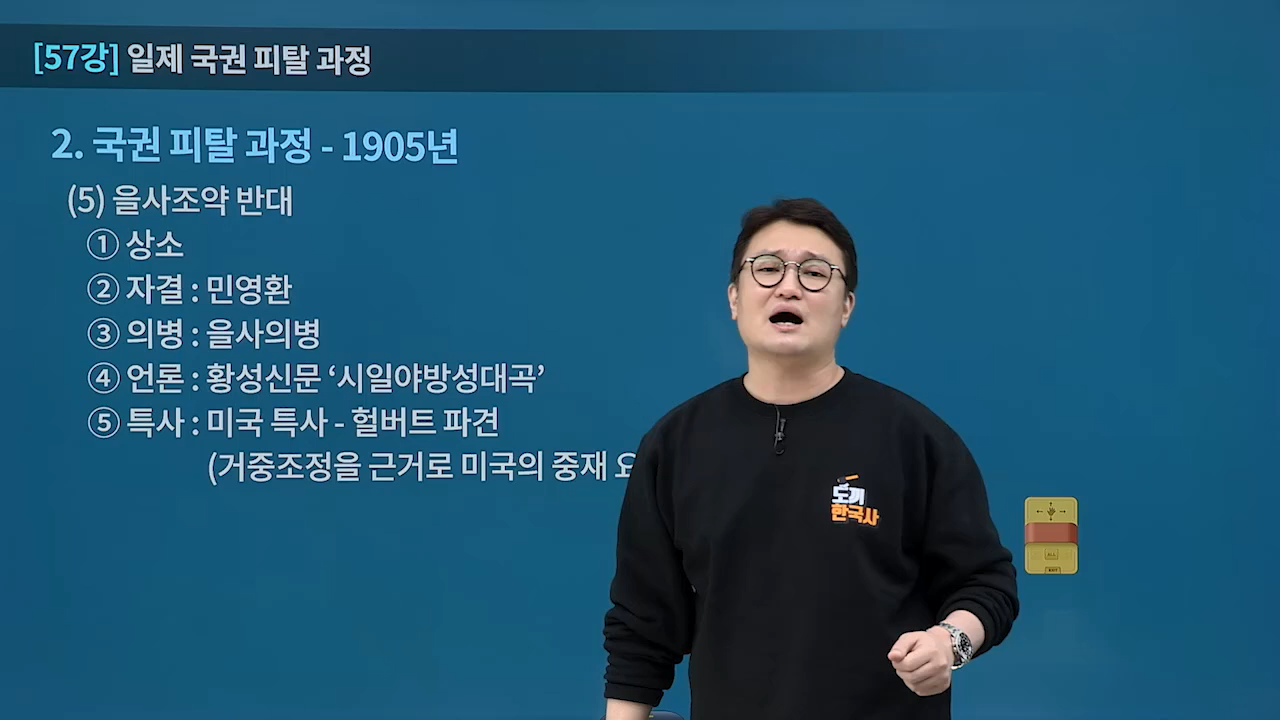 [57강] 일제 국권 피탈 과정
2. 국권 피탈 과정 - 1905년
(5) 을사조약 반대
① 상소
② 자결 : 민영환
③ 의병 : 을사의병
④ 언론 : 황성신문 ‘시일야방성대곡’
⑤ 특사 : 미국 특사 - 헐버트 파견
(거중조정을 근거로 미국의 중재
도끼
한국사